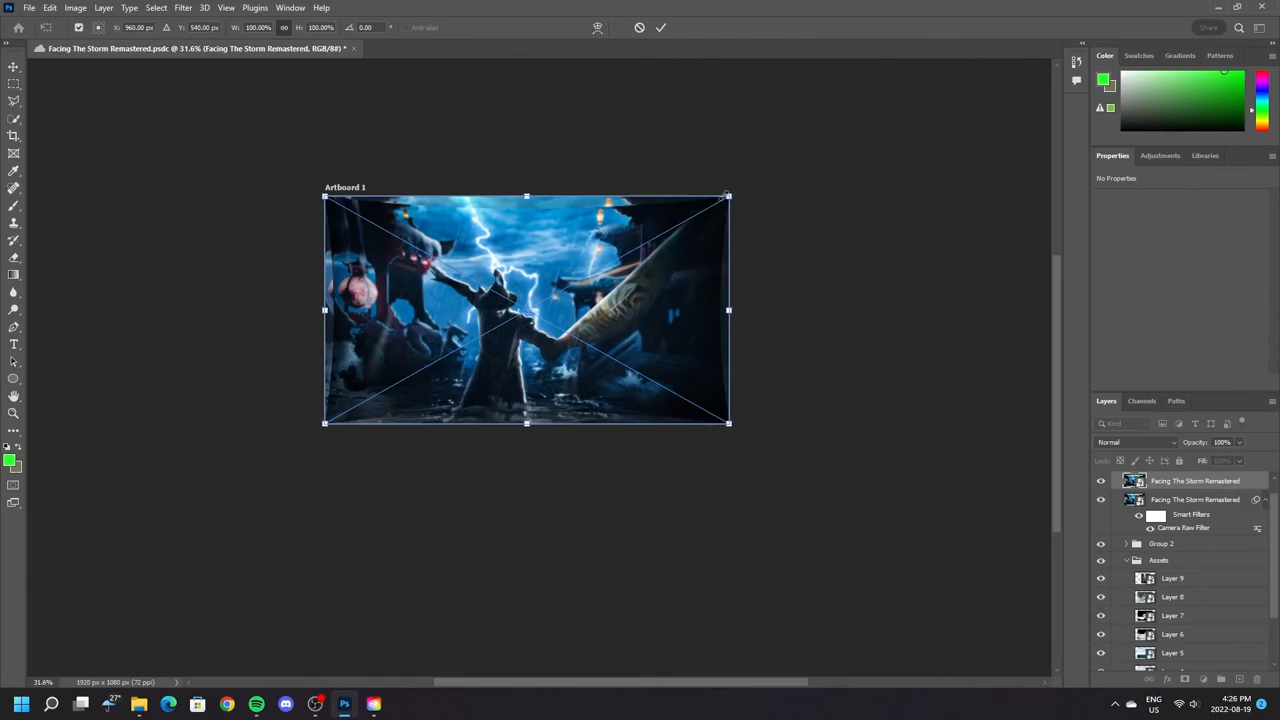 Ps File Edit Image Layer Type Select Filter 3D View Plugins Window Help
960.00 px Y: 540.00 px W: 100.00% H: 100.00% 0.00 ° Anti-alias Share
Facing The Storm Remastered.psdc @ 31.6% (Facing The Storm Remastered, RGB/8#) *
Color Swatches Gradients Patterns
Properties Adjustments Libraries
No Properties
Artboard 1
Layers Channels Paths
Kind
Normal Opacity: 100%
Lock: Fill: 100%
Facing The Storm Remastered
Facing The Storm Remastered
Smart Filters
Camera Raw Filter
Group 2
Assets
Layer 9
Layer 8
Layer 7
Layer 6
Layer 5
31.6% 1920 px x 1080 px (72 ppi)
27° Ps ENG US 4:26 PM 2022-08-19 2